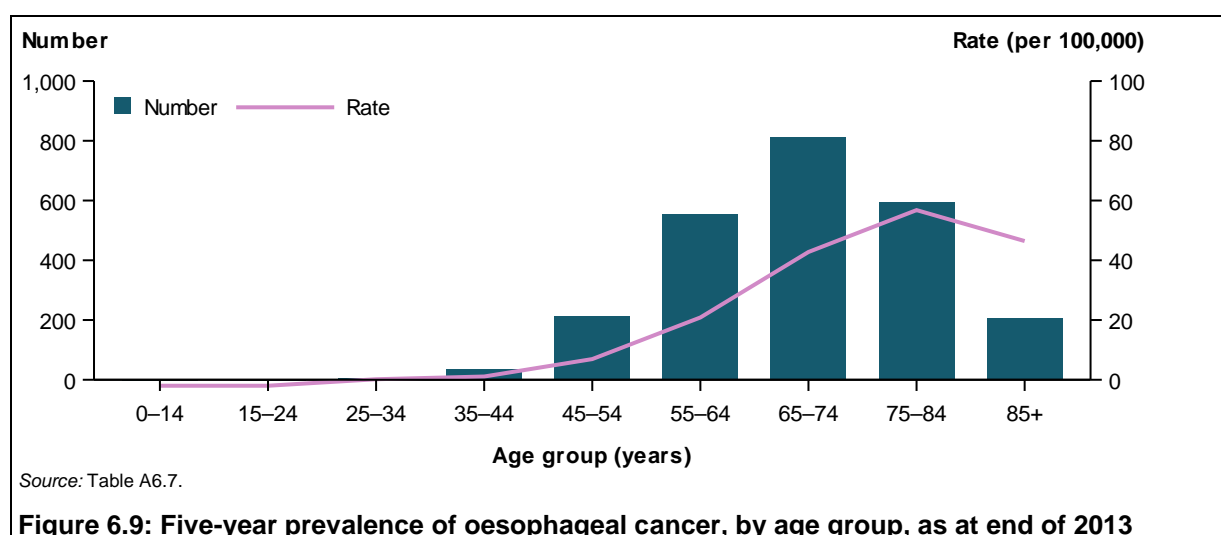 Number Rate (per 100,000)
1,000 100
Number Rate
800 80
600 60
400 40
200 20
0 0
0–14 15–24 25–34 35–44 45–54 55–64 65–74 75–84 85+
Age group (years)
Source: Table A6.7.
Figure 6.9: Five-year prevalence of oesophageal cancer, by age group, as at end of 2013